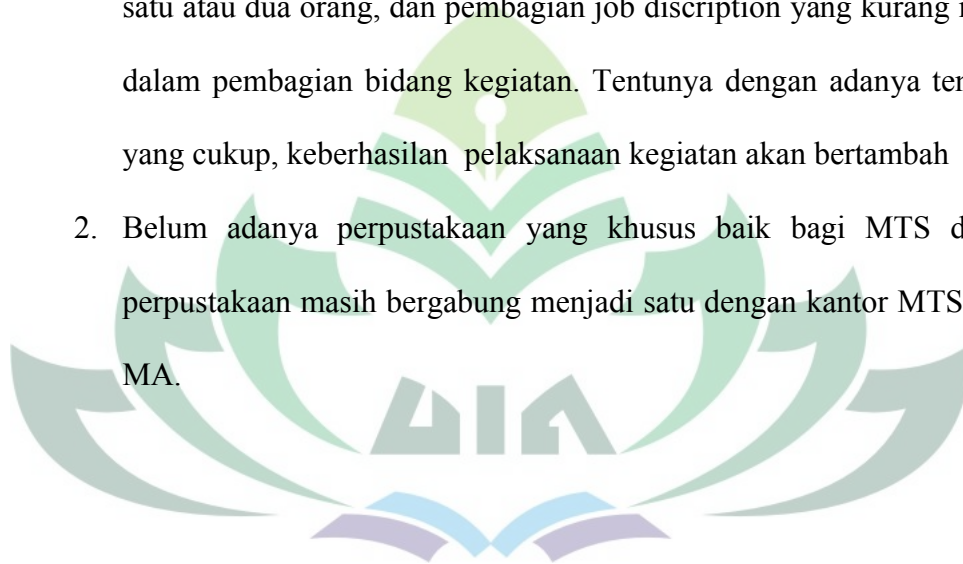 satu atau dua orang, dan pembagian job discription yang kurang
dalam pembagian bidang kegiatan. Tentunya dengan adanya
yang cukup, keberhasilan pelaksanaan kegiatan akan bertambah
2. Belum adanya perpustakaan yang khusus baik bagi MTS
perpustakaan masih bergabung menjadi satu dengan kantor MTS
MA.
UIN